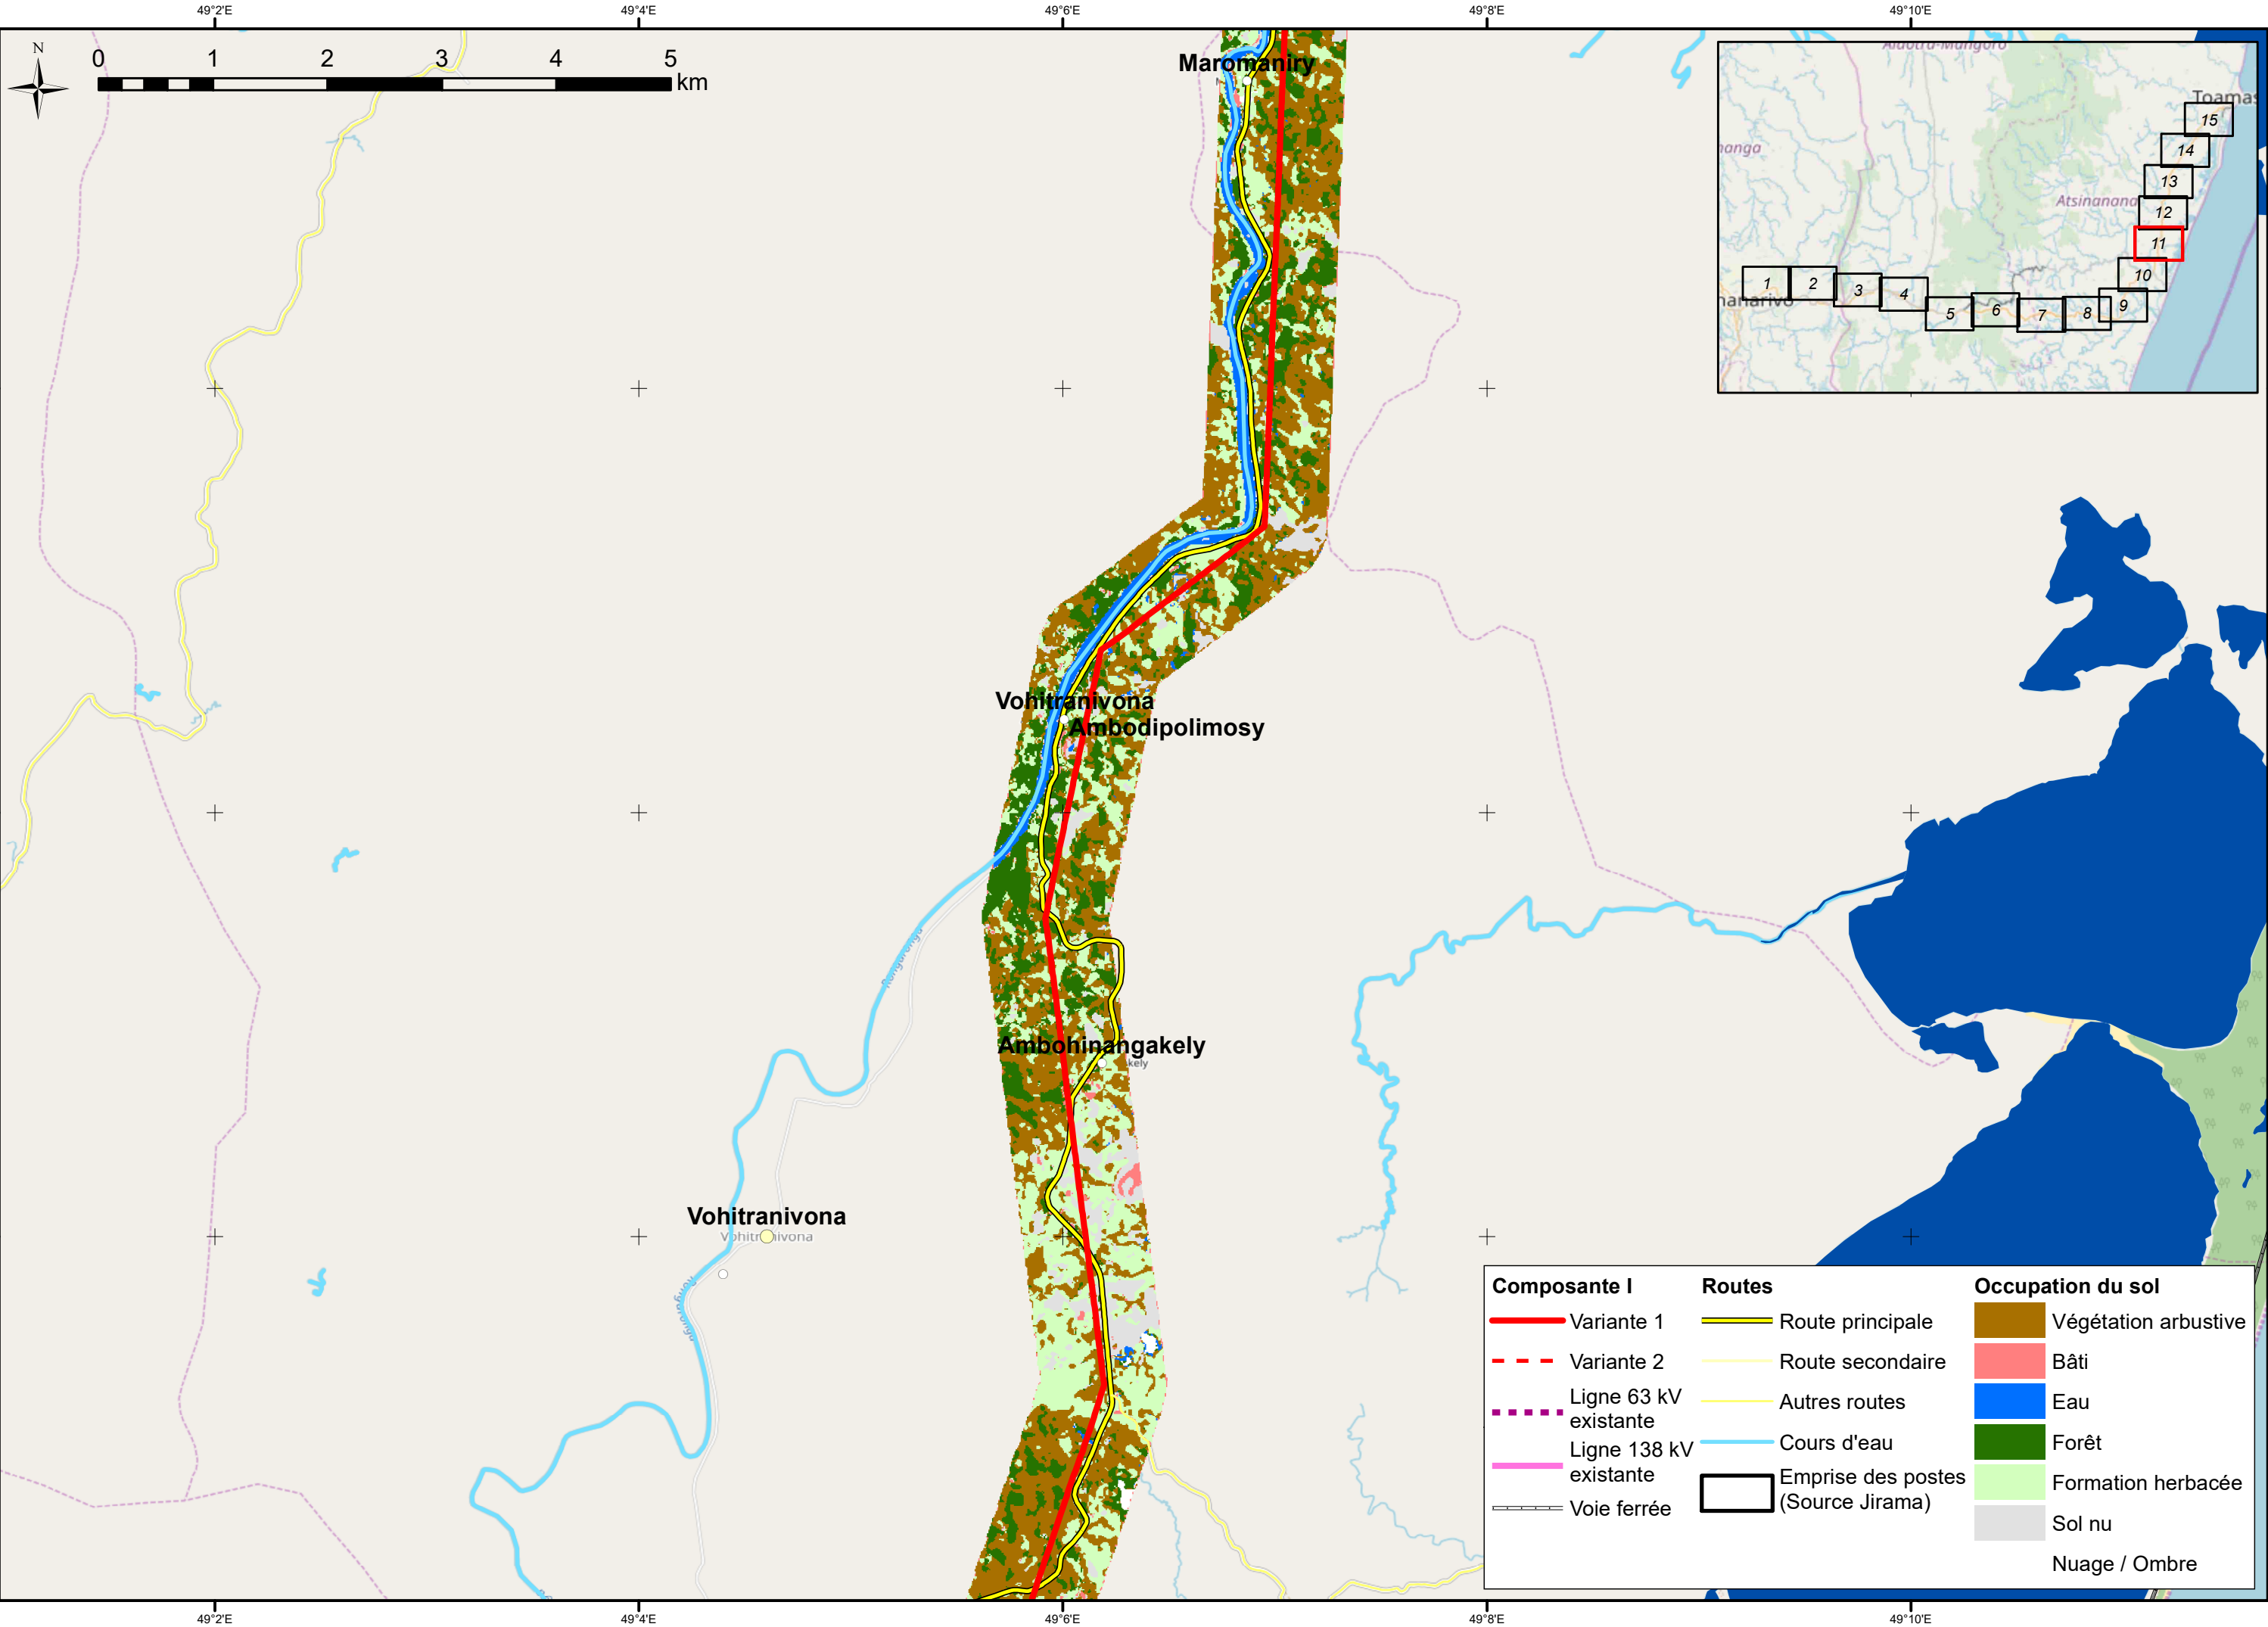 49°2'E
49°4'E
49°6'E
49°8'E
49°10'E
N
0 1 2 3 4 5
km
Maromaniry
Toamas
15
14
13
Atsinanana
12
11
10
1 2 3 4 5 6 7 8 9
Vohitranivona
Ambodipolimosy
Ambohinangakely
kely
Vohitranivona
Composante I
Variante 1
Variante 2
Ligne 63 kV
existante
Ligne 138 kV
existante
Voie ferrée
Routes
Route principale
Route secondaire
Autres routes
Cours d'eau
Emprise des postes
(Source Jirama)
Occupation du sol
Végétation arbustive
Bâti
Eau
Forêt
Formation herbacée
Sol nu
Nuage / Ombre
49°2'E
49°4'E
49°6'E
49°8'E
49°10'E